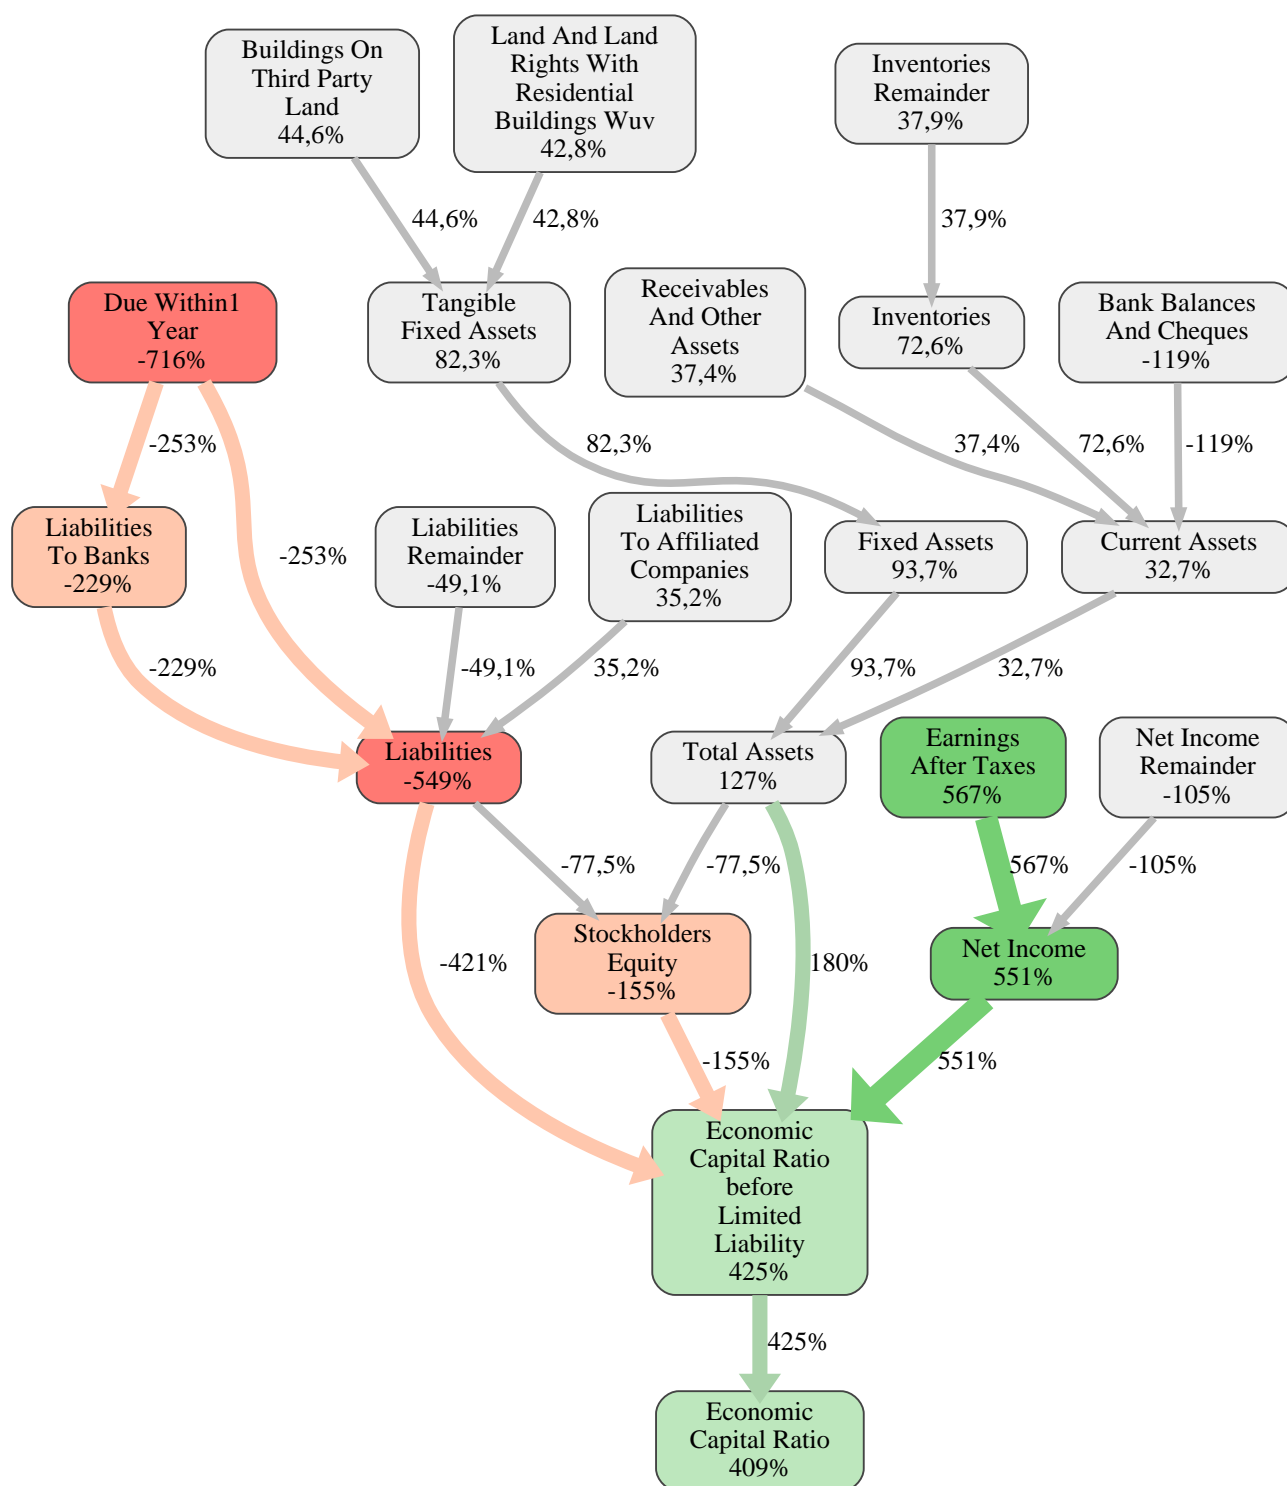 Buildings On
Third Party
Land
44,6%
Land And Land
Rights With
Residential
Buildings Wuv
42,8%
Inventories
Remainder
37,9%
44,6%
42,8%
37,9%
Due Within1
Year
-716%
Tangible
Fixed Assets
82,3%
Receivables
And Other
Assets
37,4%
Inventories
72,6%
Bank Balances
And Cheques
-119%
-253%
82,3%
37,4%
72,6%
-119%
Liabilities
To Banks
-229%
-253%
Liabilities
Remainder
-49,1%
Liabilities
To Affiliated
Companies
35,2%
Fixed Assets
93,7%
Current Assets
32,7%
-229%
-49,1%
35,2%
93,7%
32,7%
Liabilities
-549%
Total Assets
127%
Earnings
After Taxes
567%
Net Income
Remainder
-105%
-77,5%
-77,5%
567%
-105%
-421%
Stockholders
Equity
-155%
180%
Net Income
551%
-155%
551%
Economic
Capital Ratio
before
Limited
Liability
425%
425%
Economic
Capital Ratio
409%